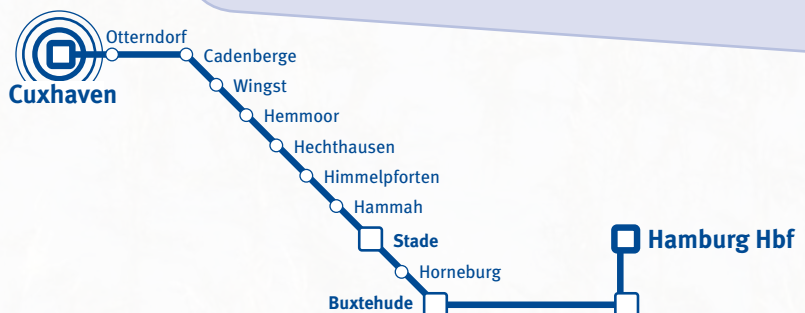 Otterndorf
Cuxhaven
Cadenberge
Wingst
Hemmoor
Hechthausen
Himmelpforten
Hammah
Stade
Hamburg Hbf
Horneburg
Buxtehude